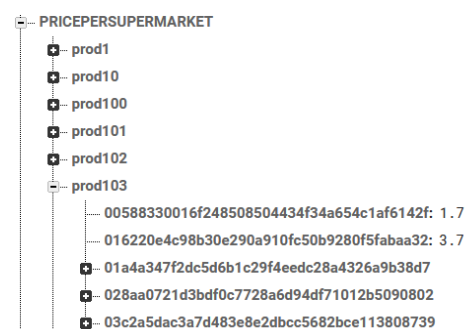 PRICEPERSUPERMARKET
prod1
prod10
prod100
prod101
prod102
prod103
00588330016f248508504434f34a654c1af6142f: 1.7
016220e4c98b30e290a910fc50b9280f5fabaa32: 3.7
01a4a347f2dc5d6b1c29f4eedc28a4326a9b38d7
028aa0721d3bdf0c7728a6d94df71012b5090802
03c2a5dac3a7d483e8e2dbcc5682bce113808739